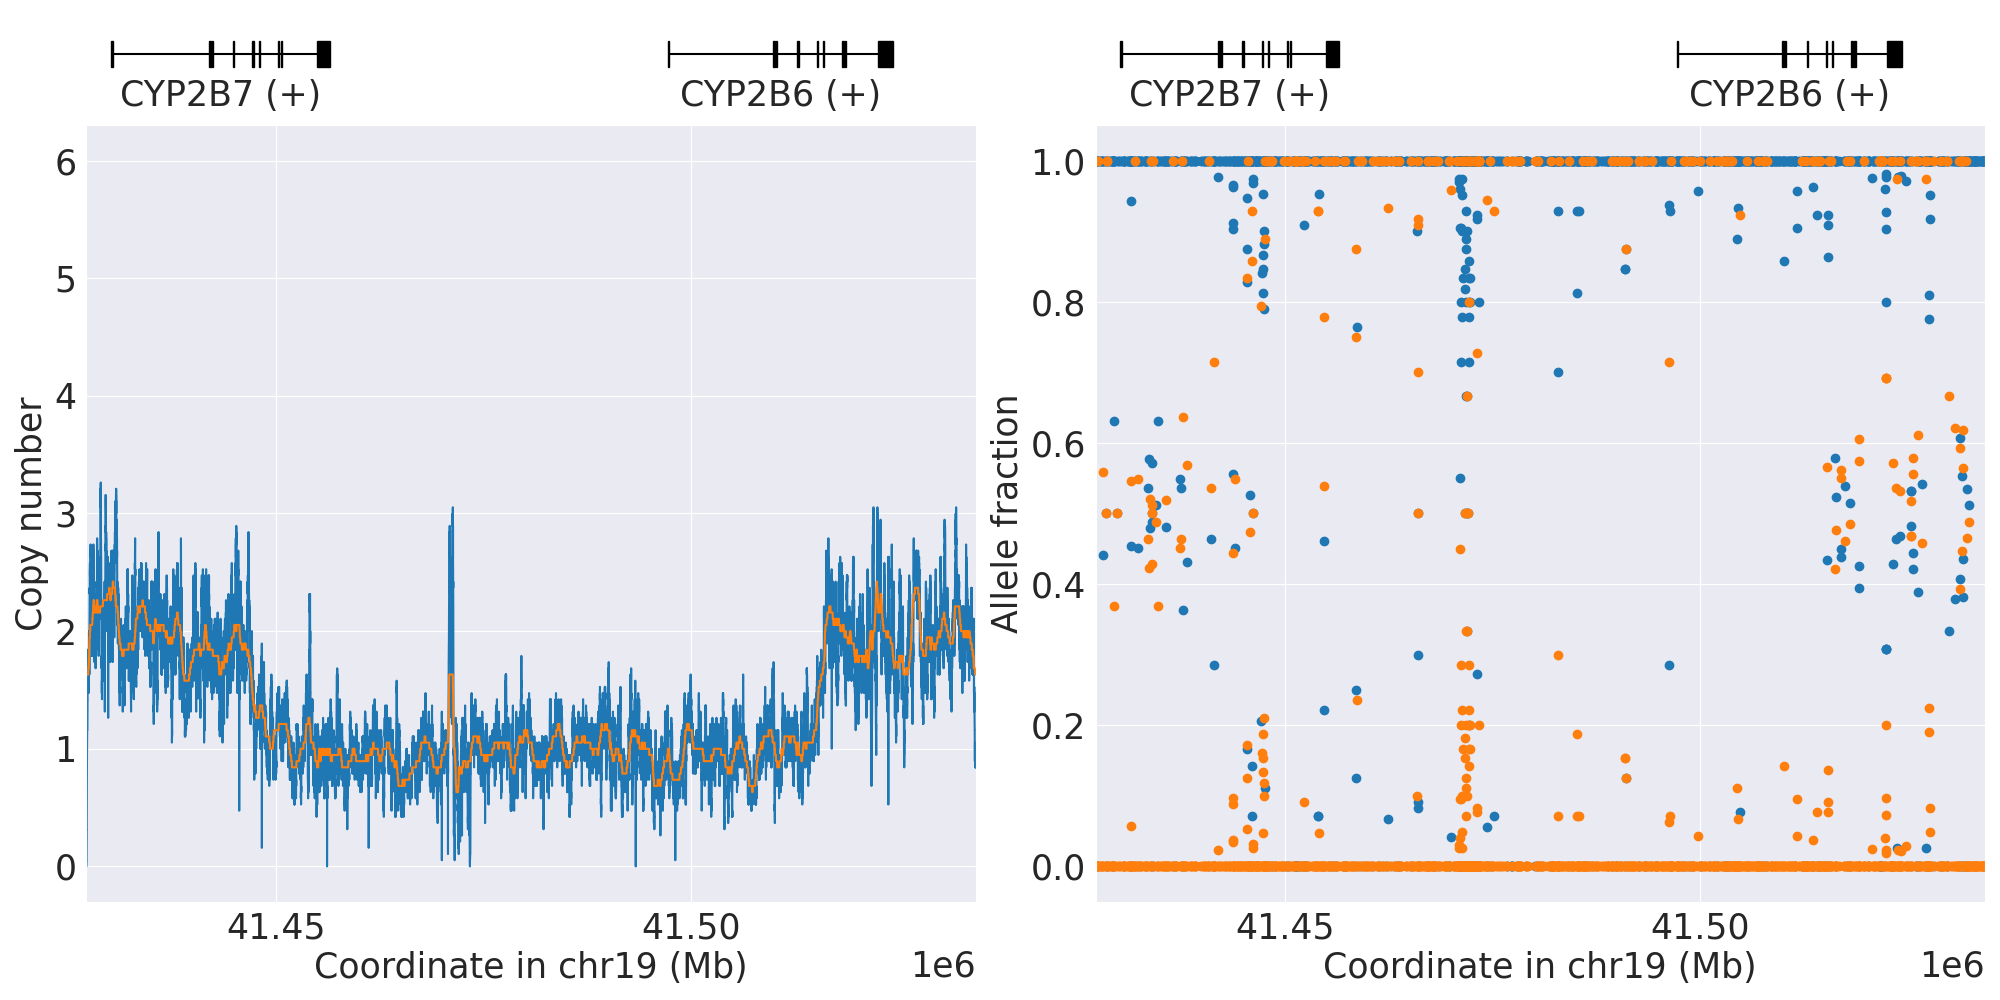 CYP2B7 (+)
CYP2B6 (+)
6
5
4
3
2
1
0
Copy number
41.45
41.50
Coordinate in chr19 (Mb)
1e6
CYP2B7 (+)
CYP2B6 (+)
1.0
0.8
0.6
0.4
0.2
0.0
Allele fraction
41.45
41.50
Coordinate in chr19 (Mb)
1e6